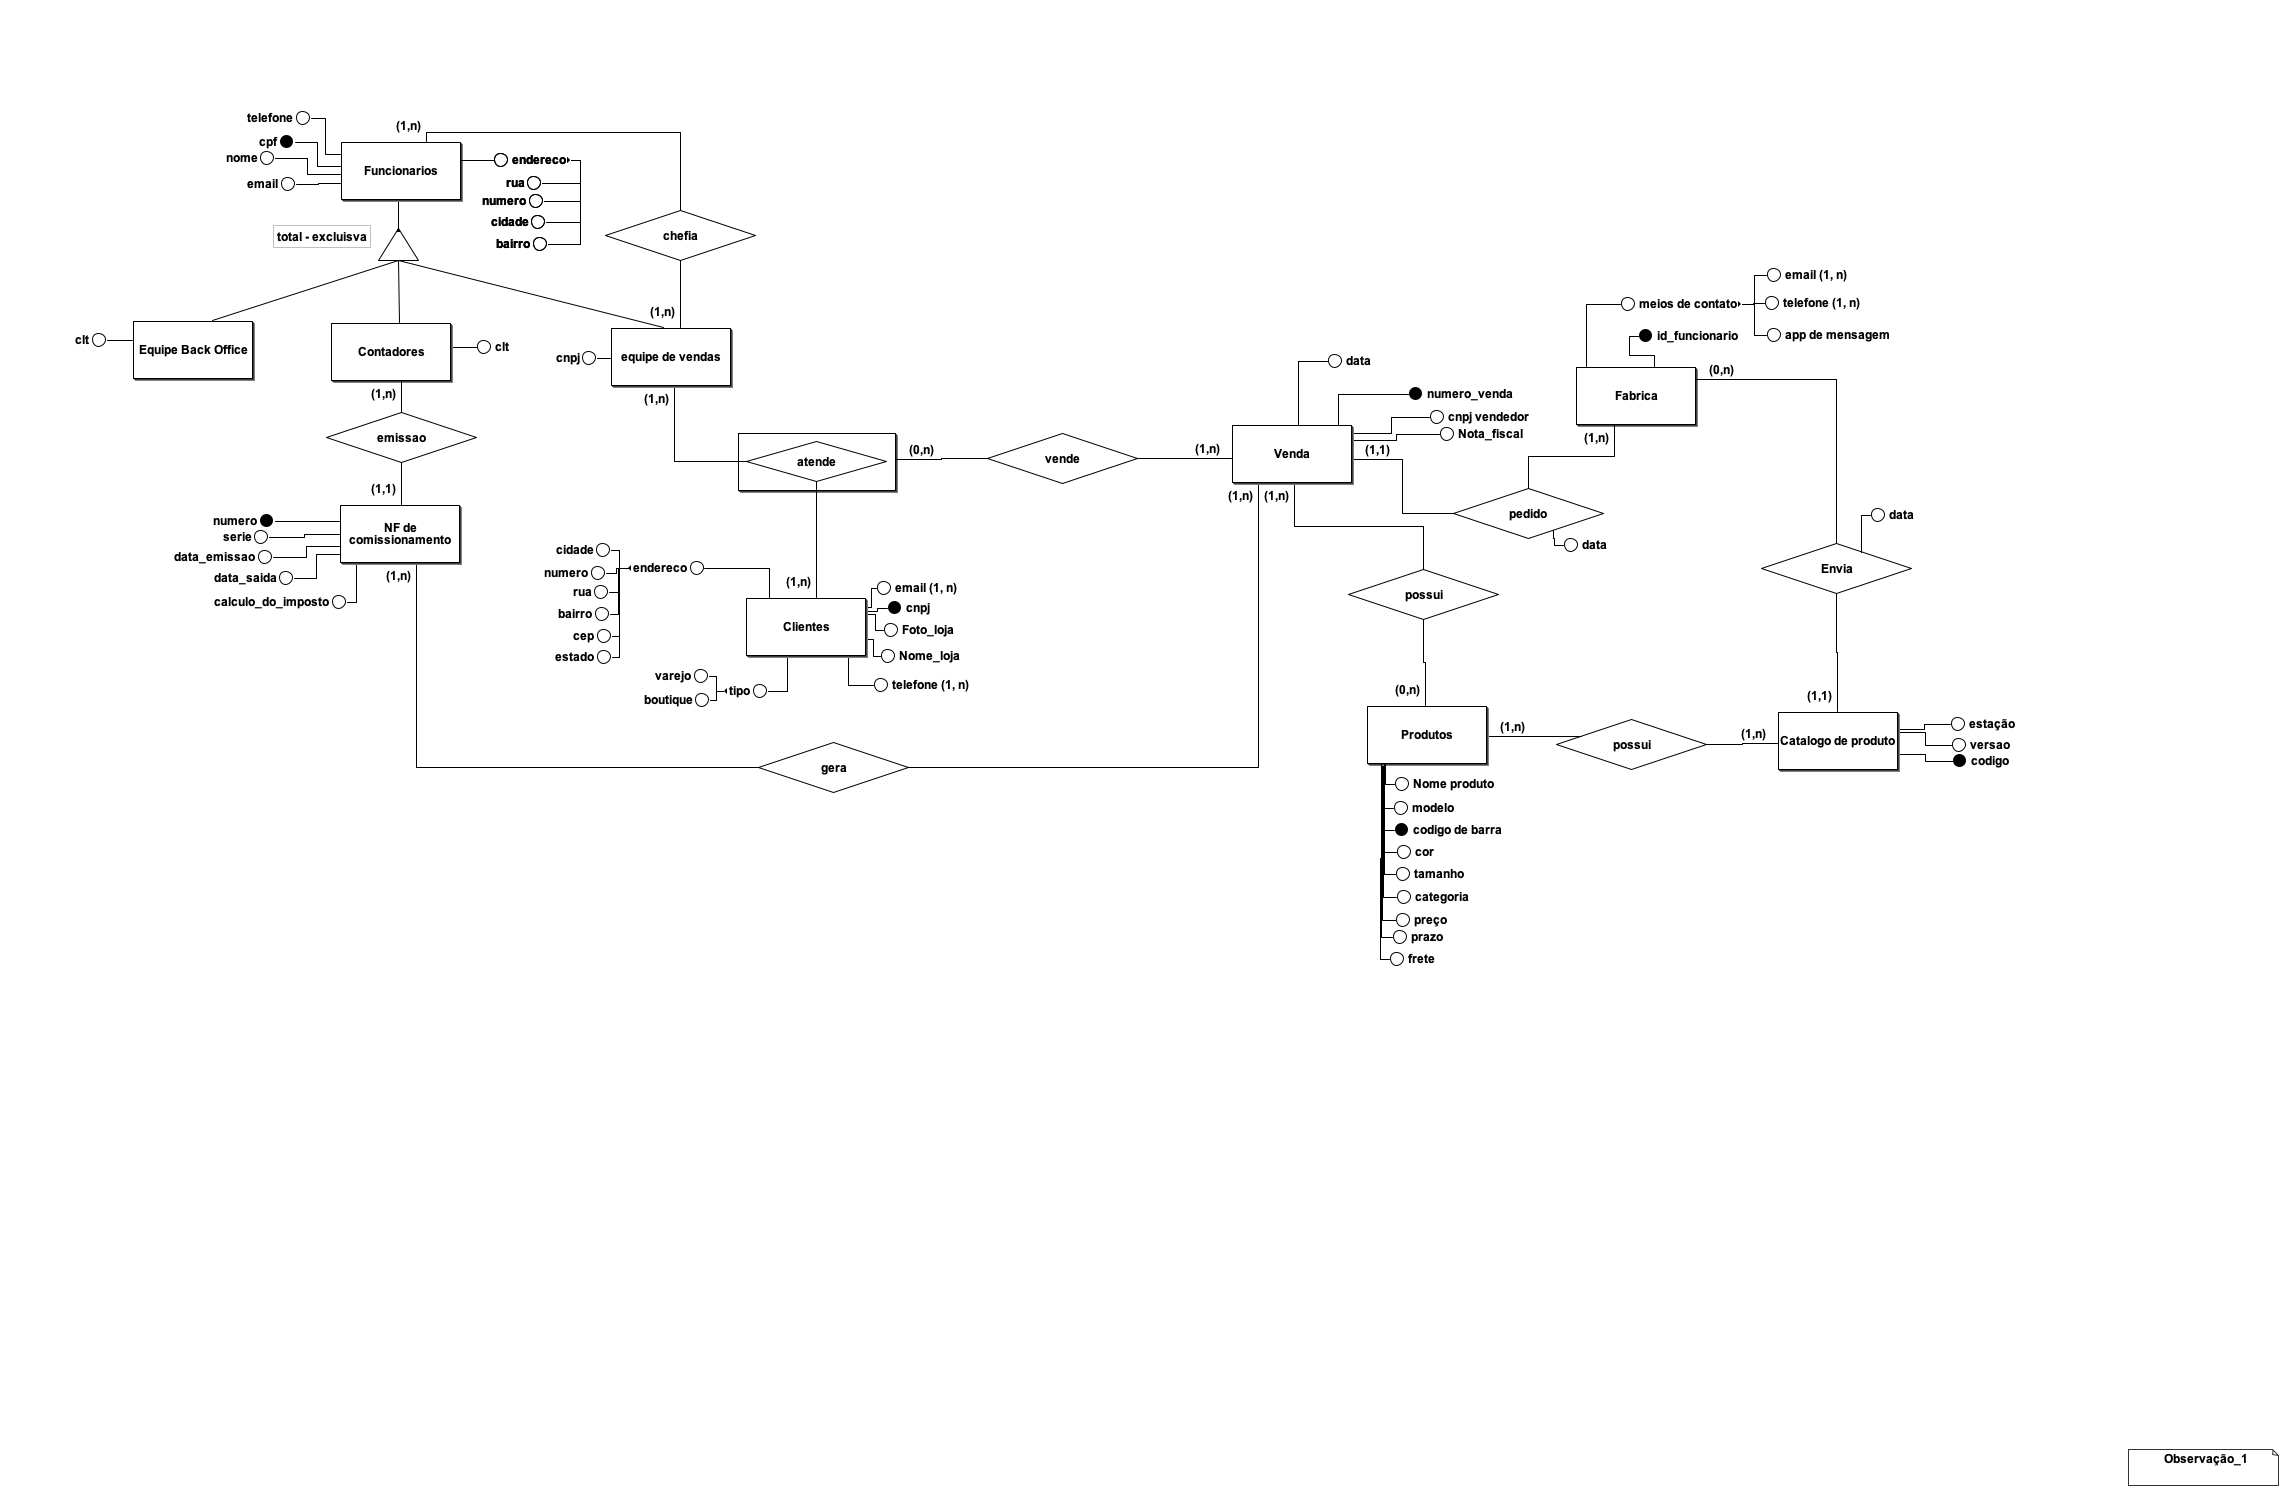 telefone
(1,n)
cpf
nome
endereco
Funcionarios
email
rua
numero
cidade
bairro
total - excluisva
chefia
email (1, n)
meios de contato
telefone (1, n)
(1,n)
id_funcionario
app de mensagem
clt
Equipe Back Office
Contadores
clt
cnpj
equipe de vendas
data
(0,n)
(1,n)
(1,n)
numero_venda
Fabrica
cnpj vendedor
Nota_fiscal
emissao
(1,n)
atende
(0,n)
vende
(1,n)
Venda
(1,1)
(1,1)
(1,n)
(1,n)
pedido
data
numero
NF de
comissionamento
serie
data_emissao
data_saida
(1,n)
calculo_do_imposto
data
cidade
numero
endereco
rua
bairro
cep
estado
(1,n)
email (1, n)
cnpj
Clientes
Foto_loja
Nome_loja
possui
Envia
varejo
tipo
boutique
telefone (1, n)
(0,n)
(1,1)
gera
Produtos
(1,n)
possui
(1,n)
Catalogo de produto
estação
versao
codigo
Nome produto
modelo
codigo de barra
cor
tamanho
categoria
preço
prazo
frete
Observação_1